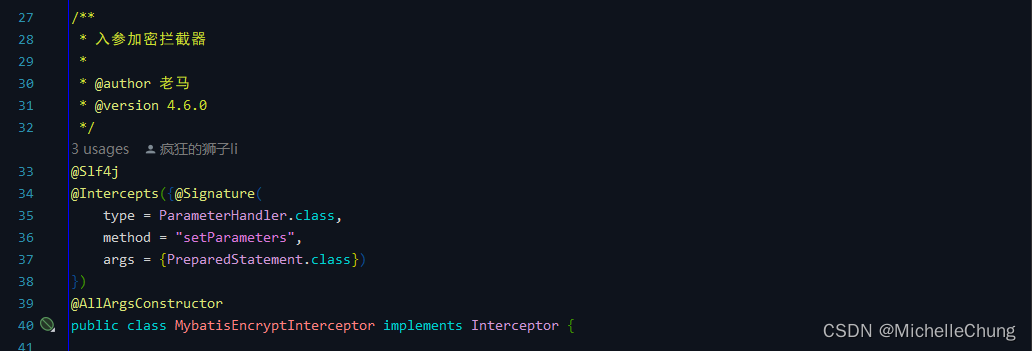 27 /**
28 * 入参加密拦截器
29 *
30 * @author 老马
31 * @version 4.6.0
32 */
3 usages 疯狂的狮子li
33 @Slf4j
34 @Intercepts({@Signature(
35 type = ParameterHandler.class,
36 method = "setParameters",
37 args = {PreparedStatement.class})
38 })
39 @AllArgsConstructor
40 public class MybatisEncryptInterceptor implements Interceptor {
41
CSDN @MichelleChung